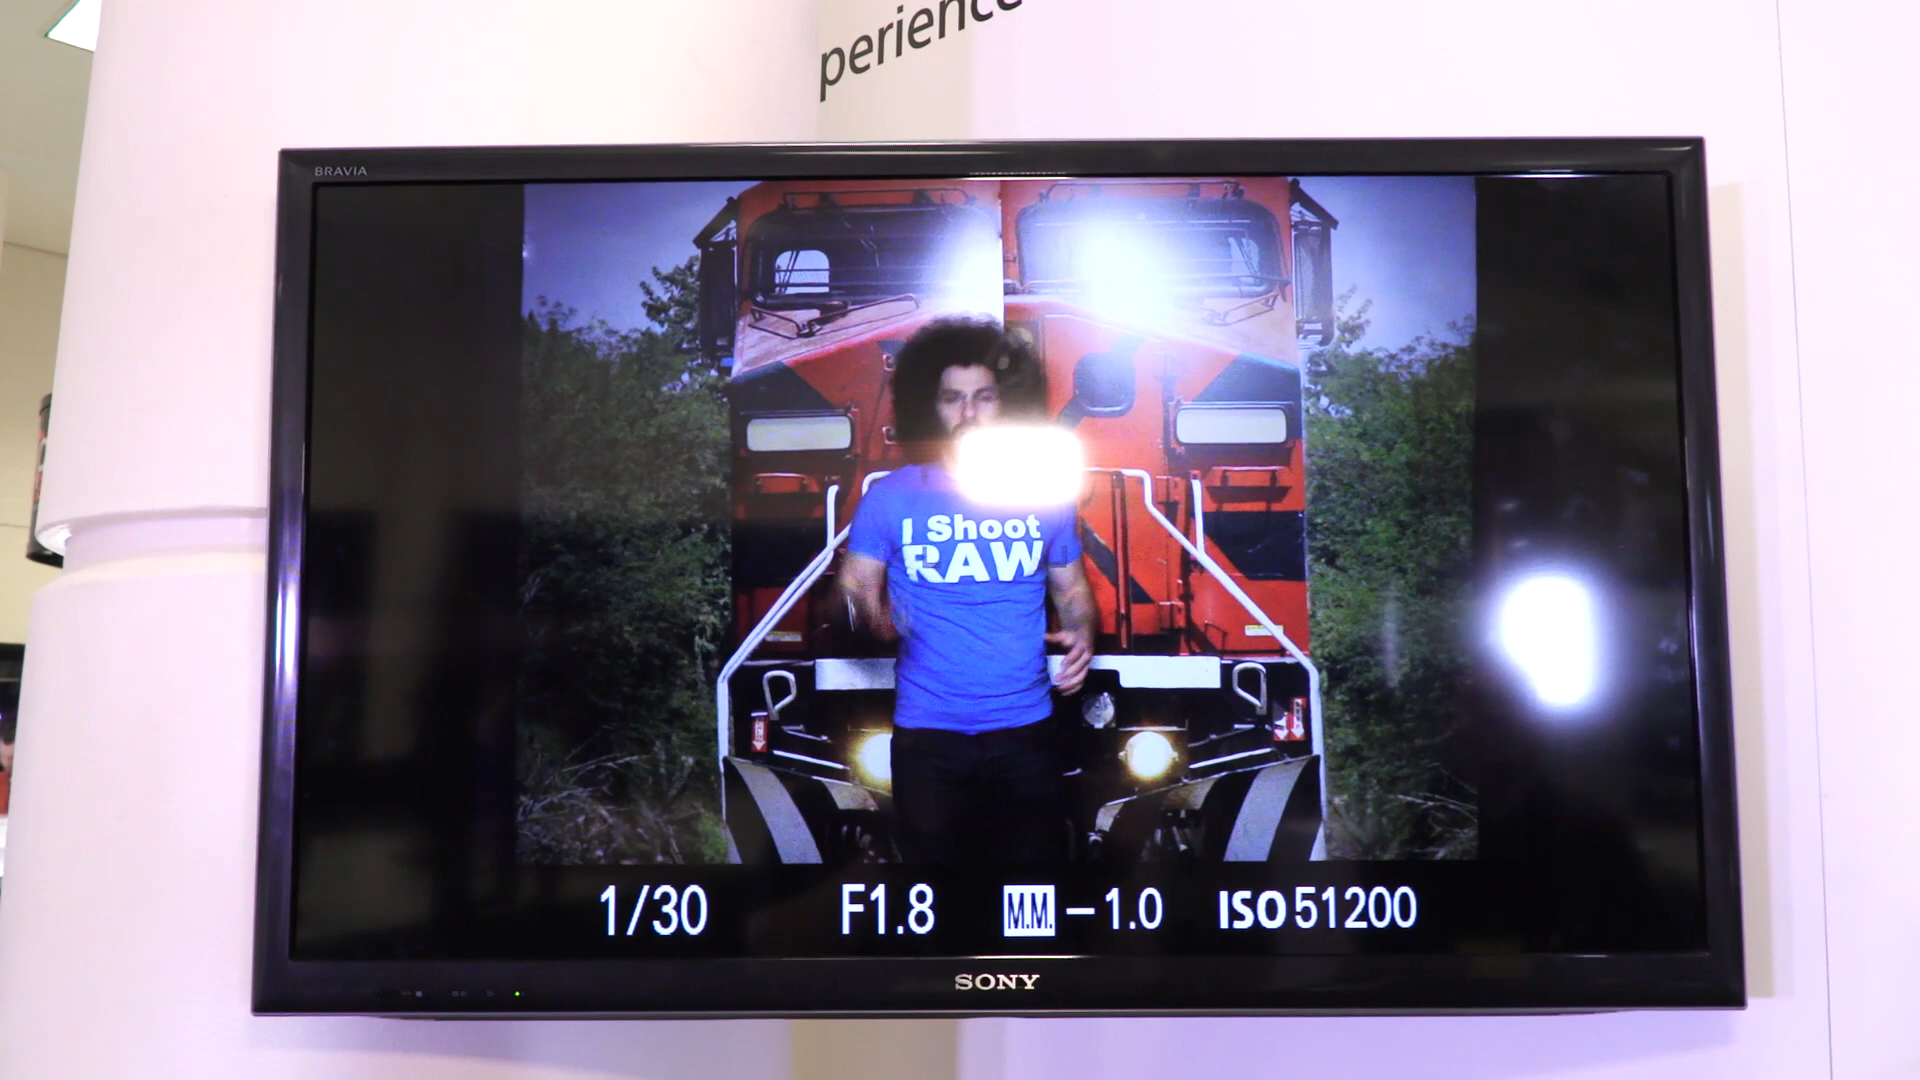 perience
BRAVIA
I Shoot
RAW
1/30 F1.8 M.M. -1.0 ISO 51200
SONY